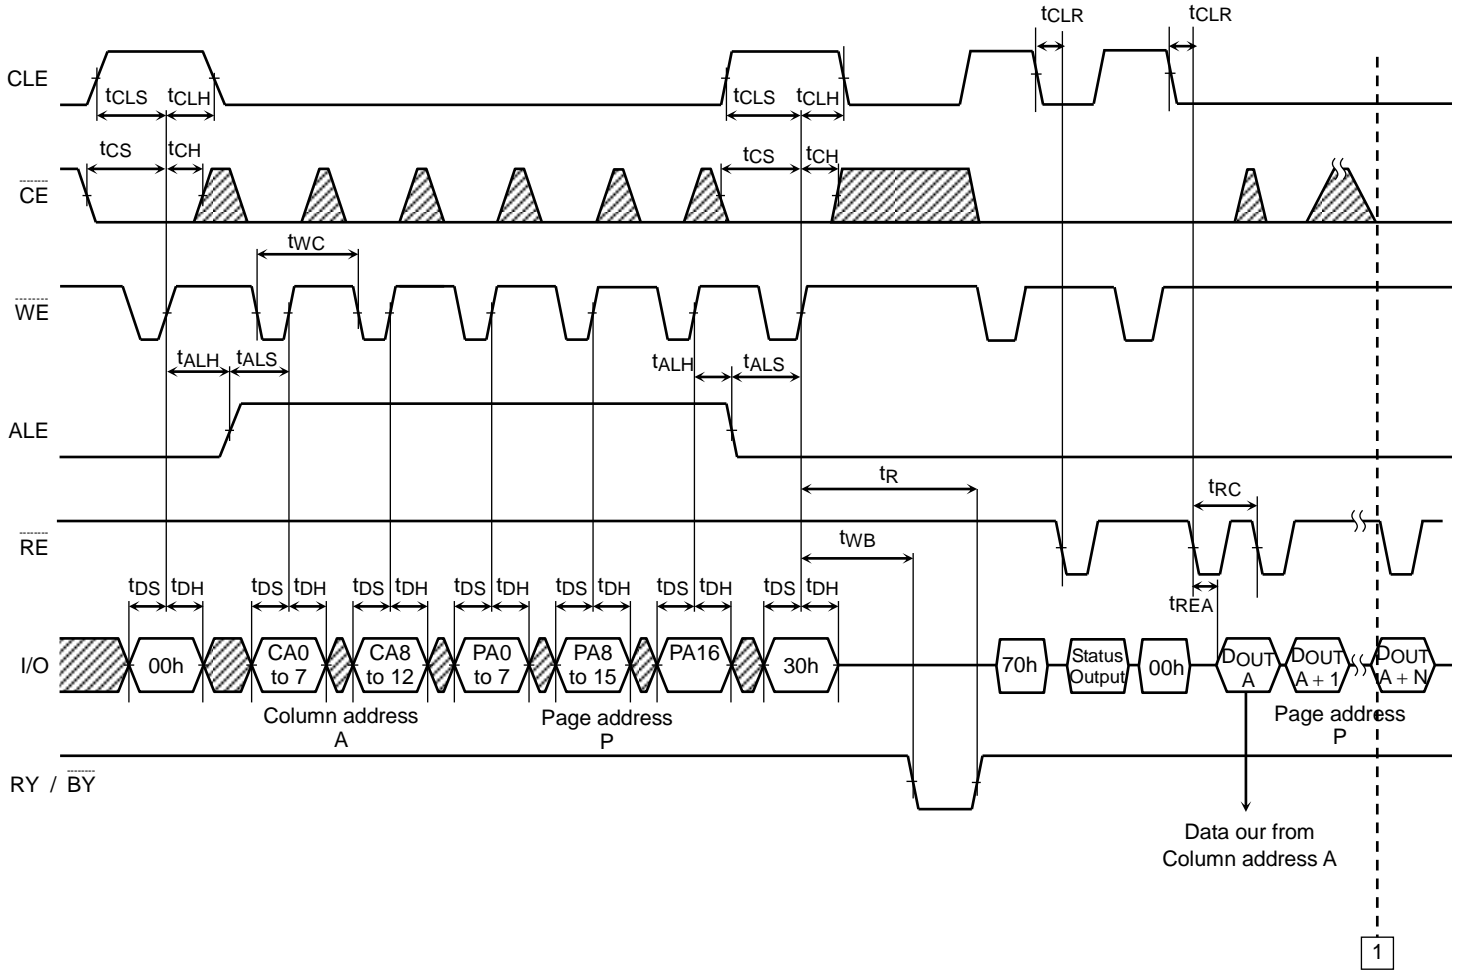 tCLR tCLR
CLE
tCLS tCLH tCLS tCLH
tCS tCH tCS tCH
CE
tWC
WE
tALH tALS tALH tALS
ALE
tR
tRC
RE
tWB
tDS tDH tDS tDH tDS tDH tDS tDH tDS tDH tDS tDH tDS tDH
tREA
I/O
00h
CA0
to 7
CA8
to 12
PA0
to 7
PA8
to 15
PA16
30h
70h
Status
Output
00h
DOUT
A
DOUT
A + 1
DOUT
A + N
Column address
A
Page address
P
Page address
P
RY / BY
Data our from
Column address A
1